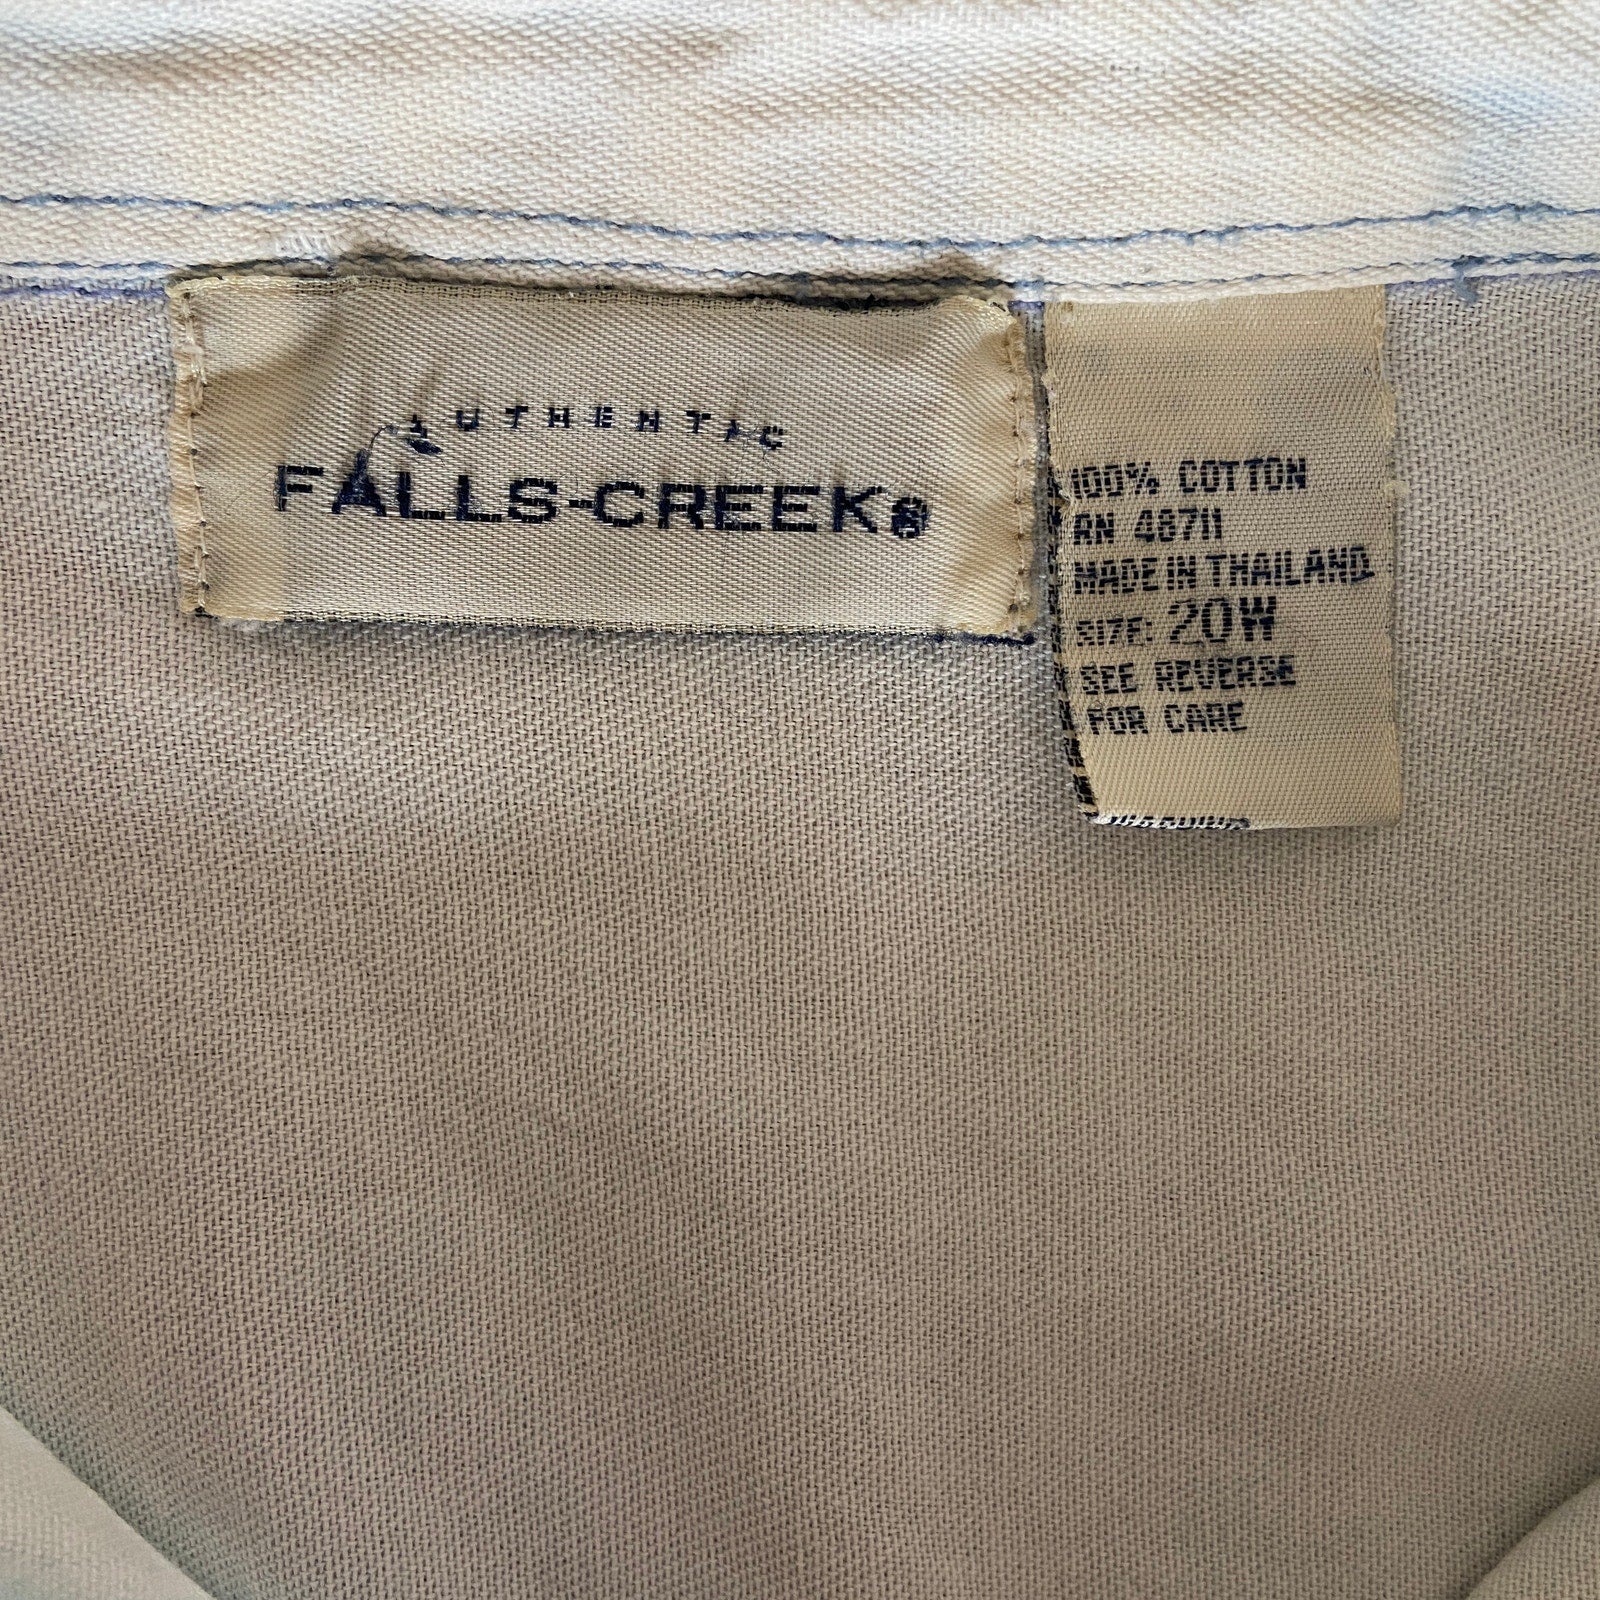 AUTHENTIC
FALLS-CREEK®
100% COTTON
RN 48711
MADE IN THAILAND
SIZE: 20W
SEE REVERSE
FOR CARE